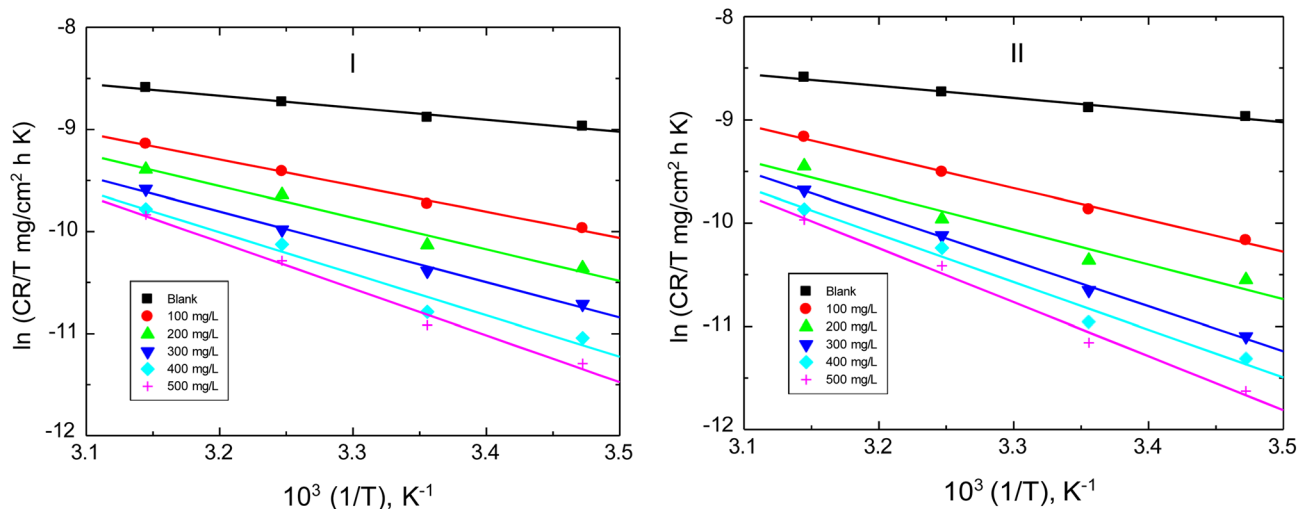 I
ln (CR/T mg/cm² h K)
-8
-9
-10
-11
-12
Blank
100 mg/L
200 mg/L
300 mg/L
400 mg/L
500 mg/L
3.1 3.2 3.3 3.4 3.5
10³ (1/T), K⁻¹
II
ln (CR/T mg/cm² h K)
-8
-9
-10
-11
-12
Blank
100 mg/L
200 mg/L
300 mg/L
400 mg/L
500 mg/L
3.1 3.2 3.3 3.4 3.5
10³ (1/T), K⁻¹